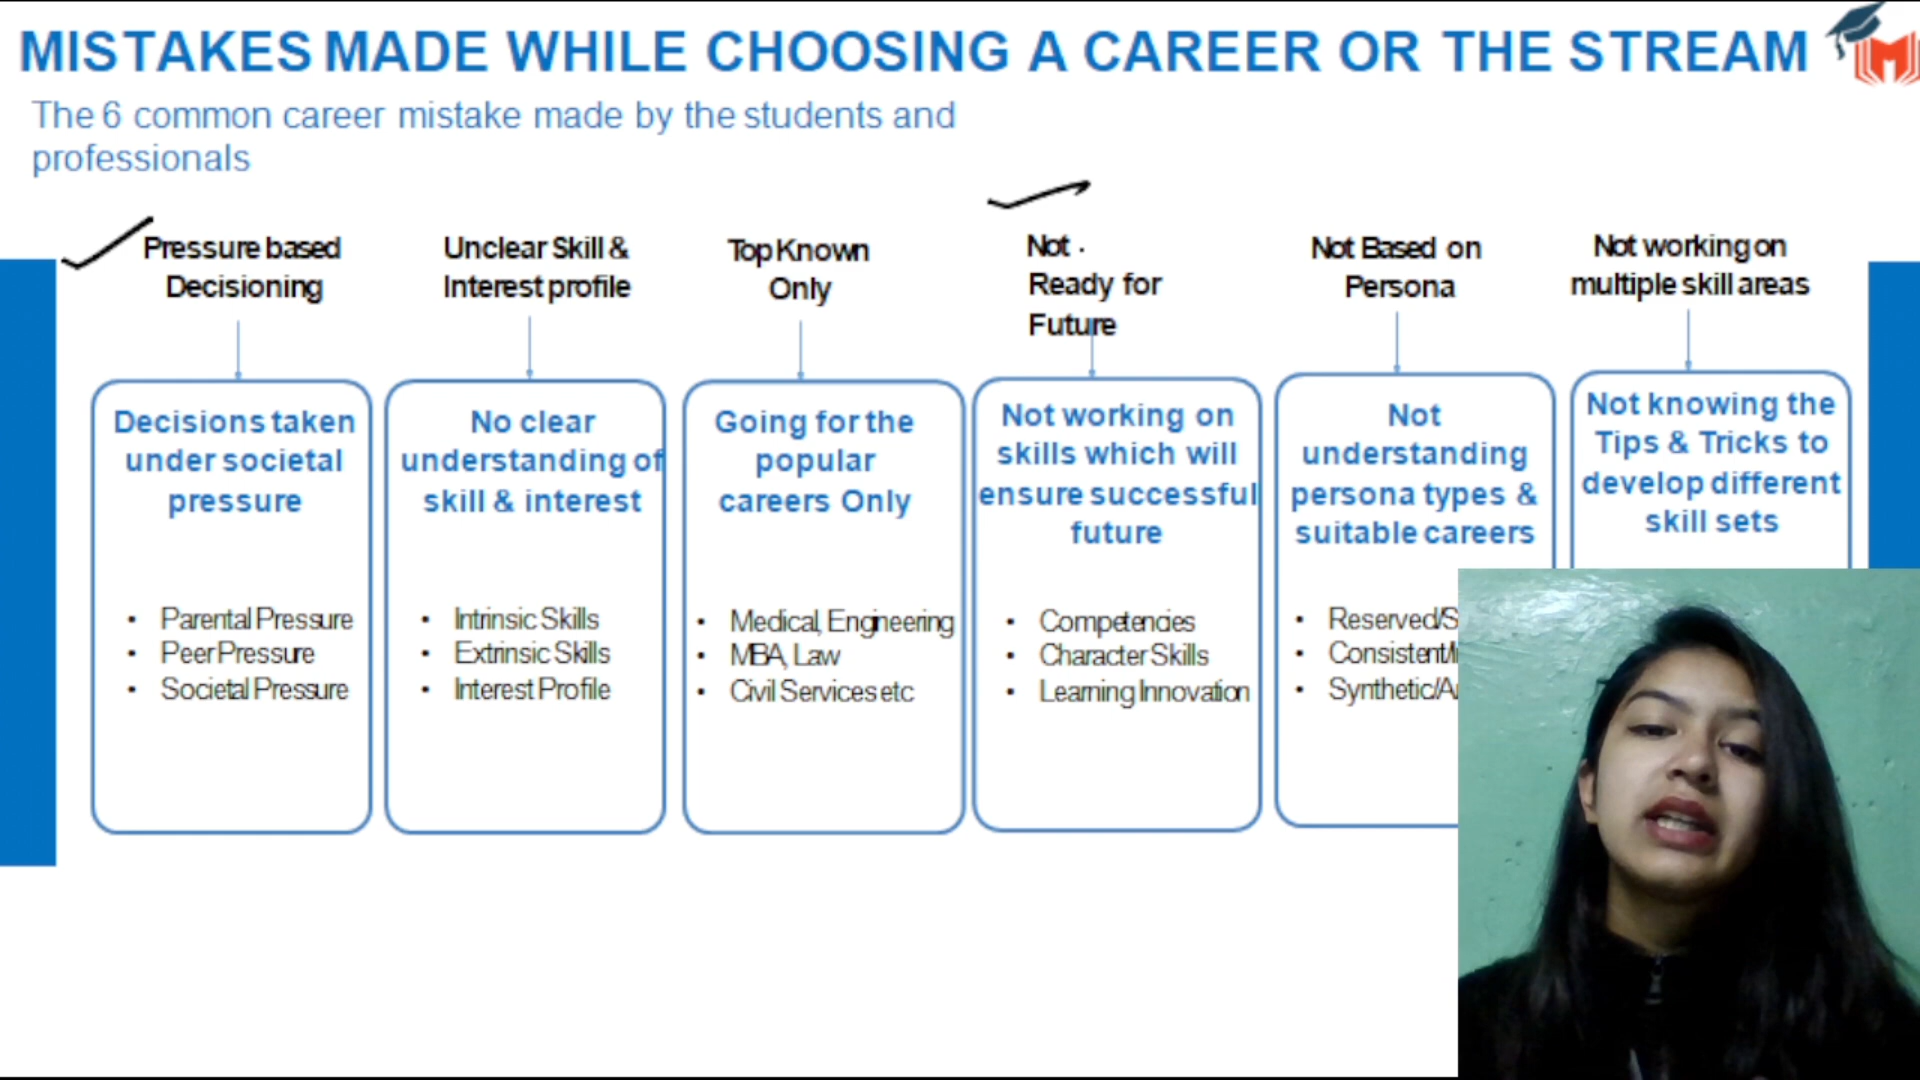 MISTAKES MADE WHILE CHOOSING A CAREER OR THE STREAM
M
The 6 common career mistake made by the students and
professionals
Pressure based
Decisioning
Decisions taken
under societal
pressure
• Parental Pressure
• Peer Pressure
• Societal Pressure
Unclear Skill &
Interest profile
No clear
understanding of
skill & interest
• Intrinsic Skills
• Extrinsic Skills
• Interest Profile
Top Known
Only
Going for the
popular
careers Only
• Medical, Engineering
• MBA, Law
• Civil Services etc
Not .
Ready for
Future
Not working on
skills which will
ensure successful
future
• Competencies
• Character Skills
• Learning Innovation
Not Based on
Persona
Not
understanding
persona types &
suitable careers
• Reserved/S
• Consistent/
• Synthetic/A
Not working on
multiple skill areas
Not knowing the
Tips & Tricks to
develop different
skill sets